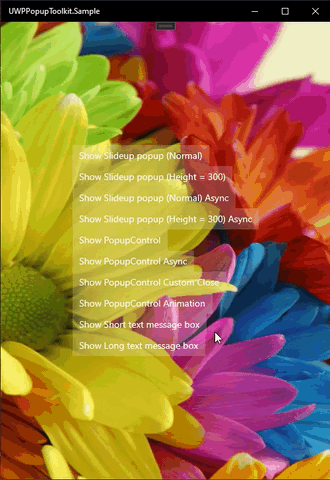 UWPPopupToolkit.Sample
Show Slideup popup (Normal)
Show Slideup popup (Height = 300)
Show Slideup popup (Normal) Async
Show Slideup popup (Height = 300) Async
Show PopupControl
Show PopupControl Async
Show PopupControl Custom Close
Show PopupControl Animation
Show Short text message box
Show Long text message box